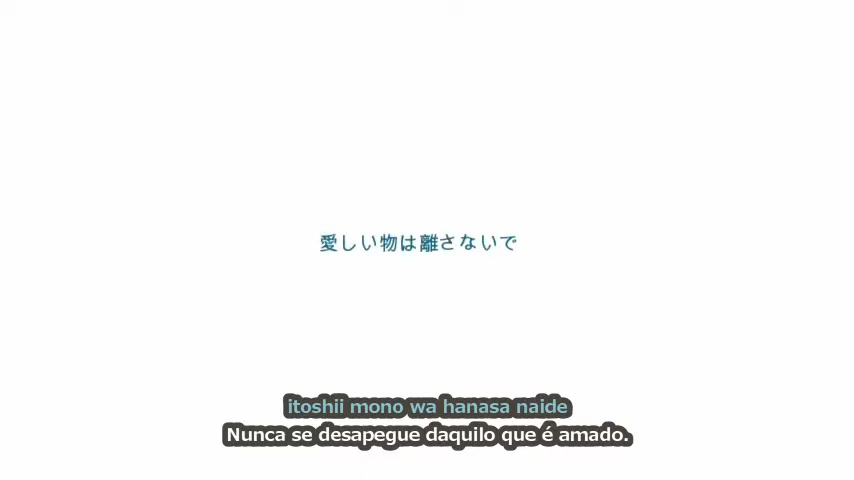 愛しい物は離さないで
itoshii mono wa hanasa naide
Nunca se desapegue daquilo que é amado.